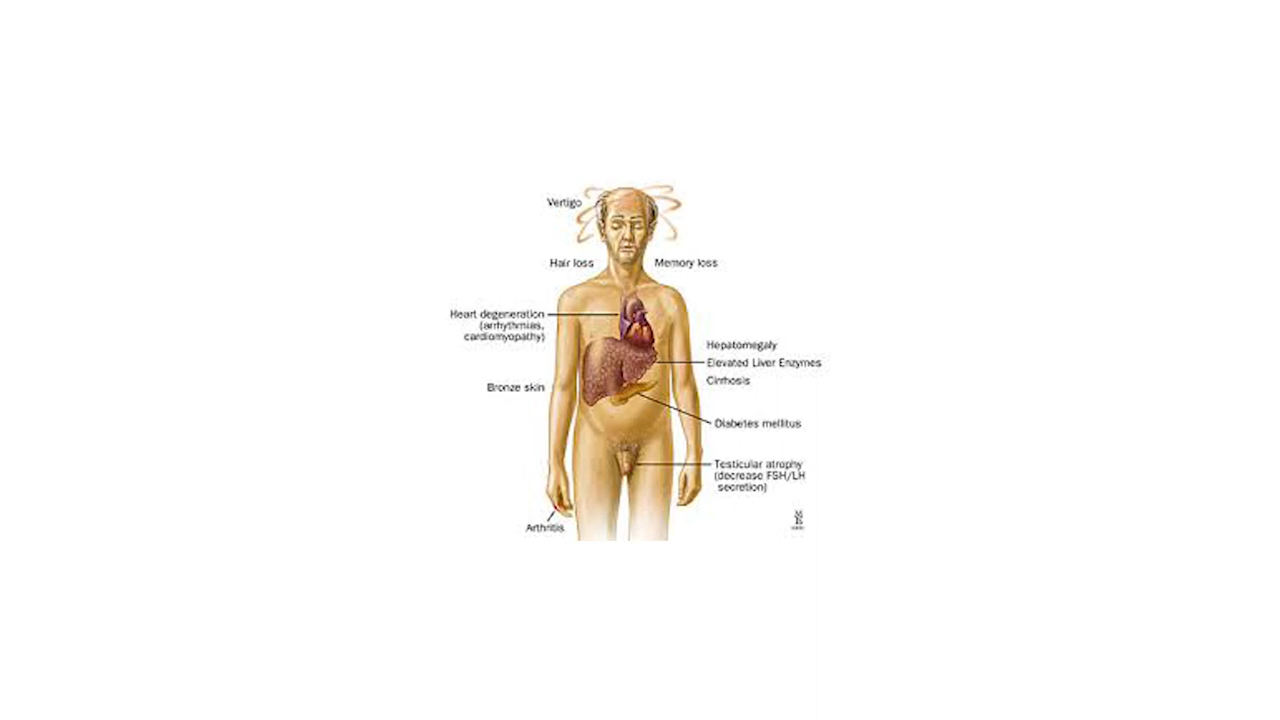 Vertigo
Hair loss
Memory loss
Heart degeneration
(arrhythmias,
cardiomyopathy)
Hepatomegaly
Elevated Liver Enzymes
Cirrhosis
Bronze skin
Diabetes mellitus
Testicular atrophy
(decrease FSH/LH
secretion)
Arthritis